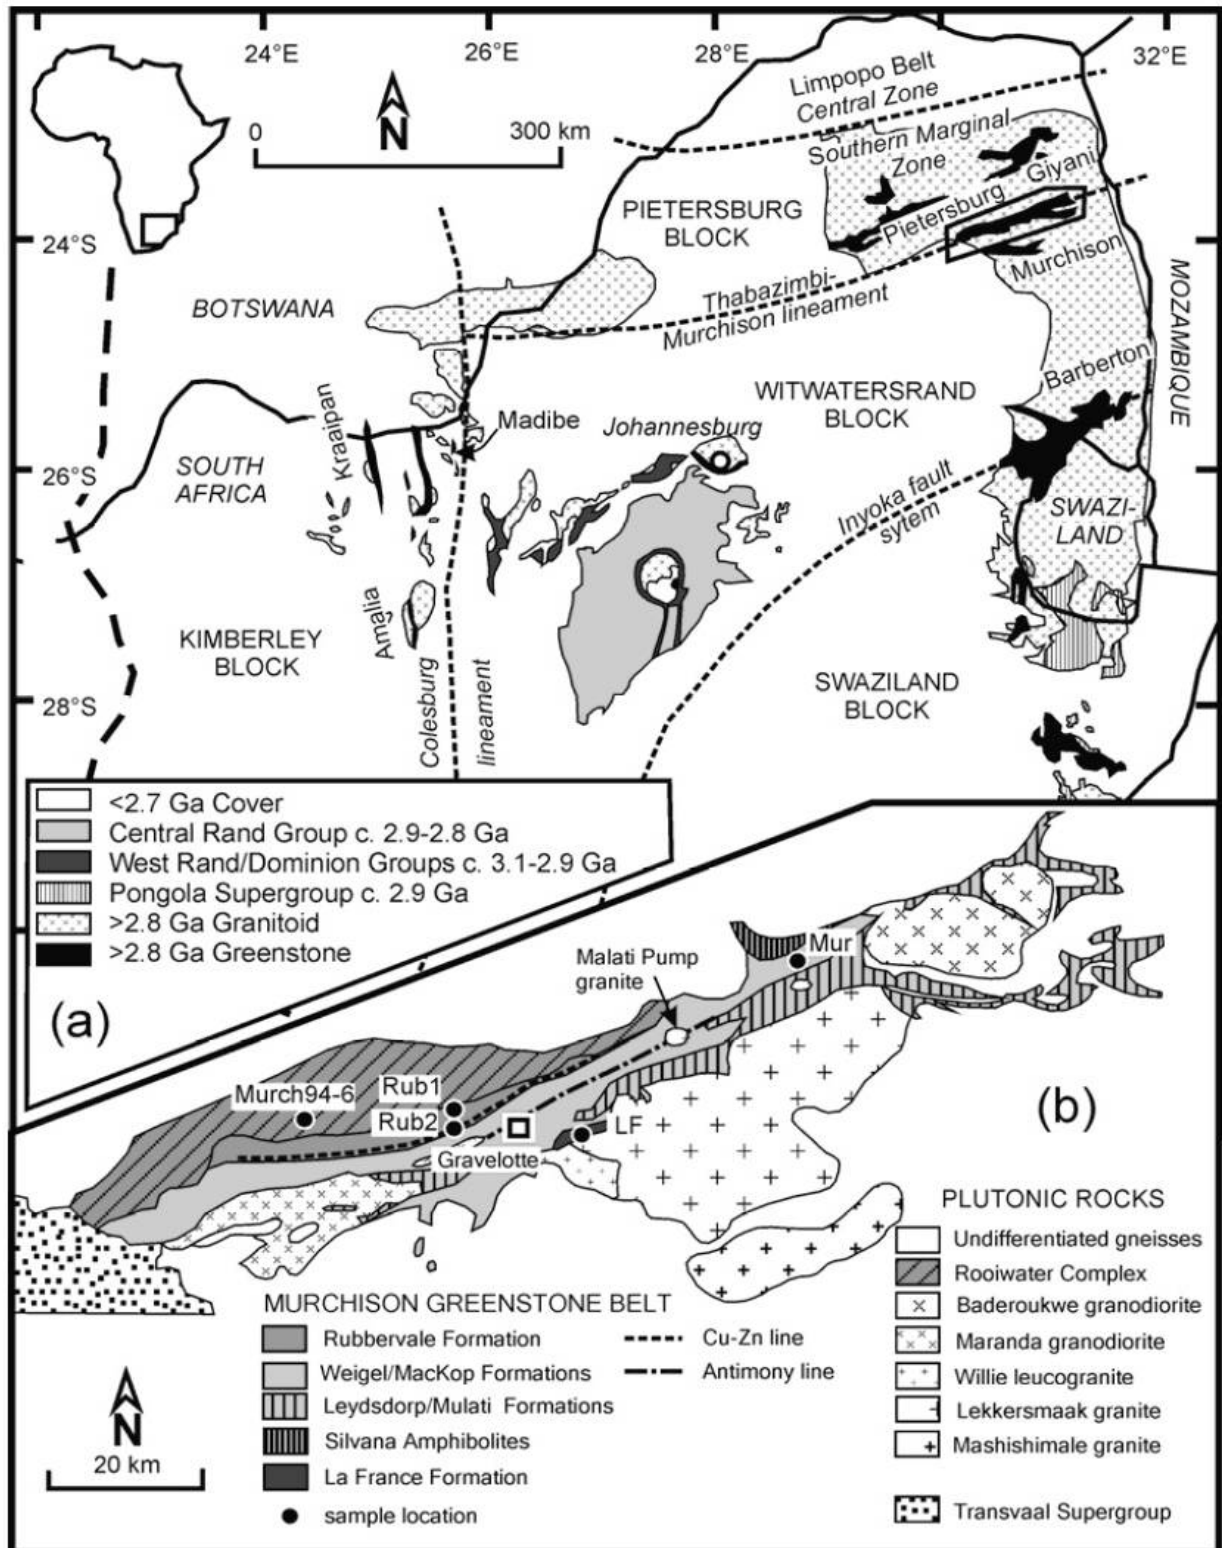 24°E
26°E
28°E
32°E
Limpopo Belt
Central Zone
0
300 km
N
Southern Marginal
Zone
Giyani
PIETERSBURG
BLOCK
Pietersburg
24°S
Murchison
BOTSWANA
Thabazimbi-
Murchison lineament
MOZAMBIQUE
Barberton
WITWATERSRAND
BLOCK
Kraaipan
Madibe
Johannesburg
SOUTH
AFRICA
26°S
Inyoka fault
sytem
SWAZI-
LAND
Amalia
KIMBERLEY
BLOCK
Colesburg
lineament
SWAZILAND
BLOCK
28°S
<2.7 Ga Cover
Central Rand Group c. 2.9-2.8 Ga
West Rand/Dominion Groups c. 3.1-2.9 Ga
Pongola Supergroup c. 2.9 Ga
>2.8 Ga Granitoid
>2.8 Ga Greenstone
(a)
Mur
Malati Pump
granite
Murch94-6
Rub1
Rub2
LF
Gravelotte
(b)
PLUTONIC ROCKS
Undifferentiated gneisses
Rooiwater Complex
Baderoukwe granodiorite
Maranda granodiorite
Willie leucogranite
Lekkersmaak granite
Mashishimale granite
Transvaal Supergroup
MURCHISON GREENSTONE BELT
Rubbervale Formation
Weigel/MacKop Formations
Leydsdorp/Mulati Formations
Silvana Amphibolites
La France Formation
sample location
Cu-Zn line
Antimony line
N
20 km